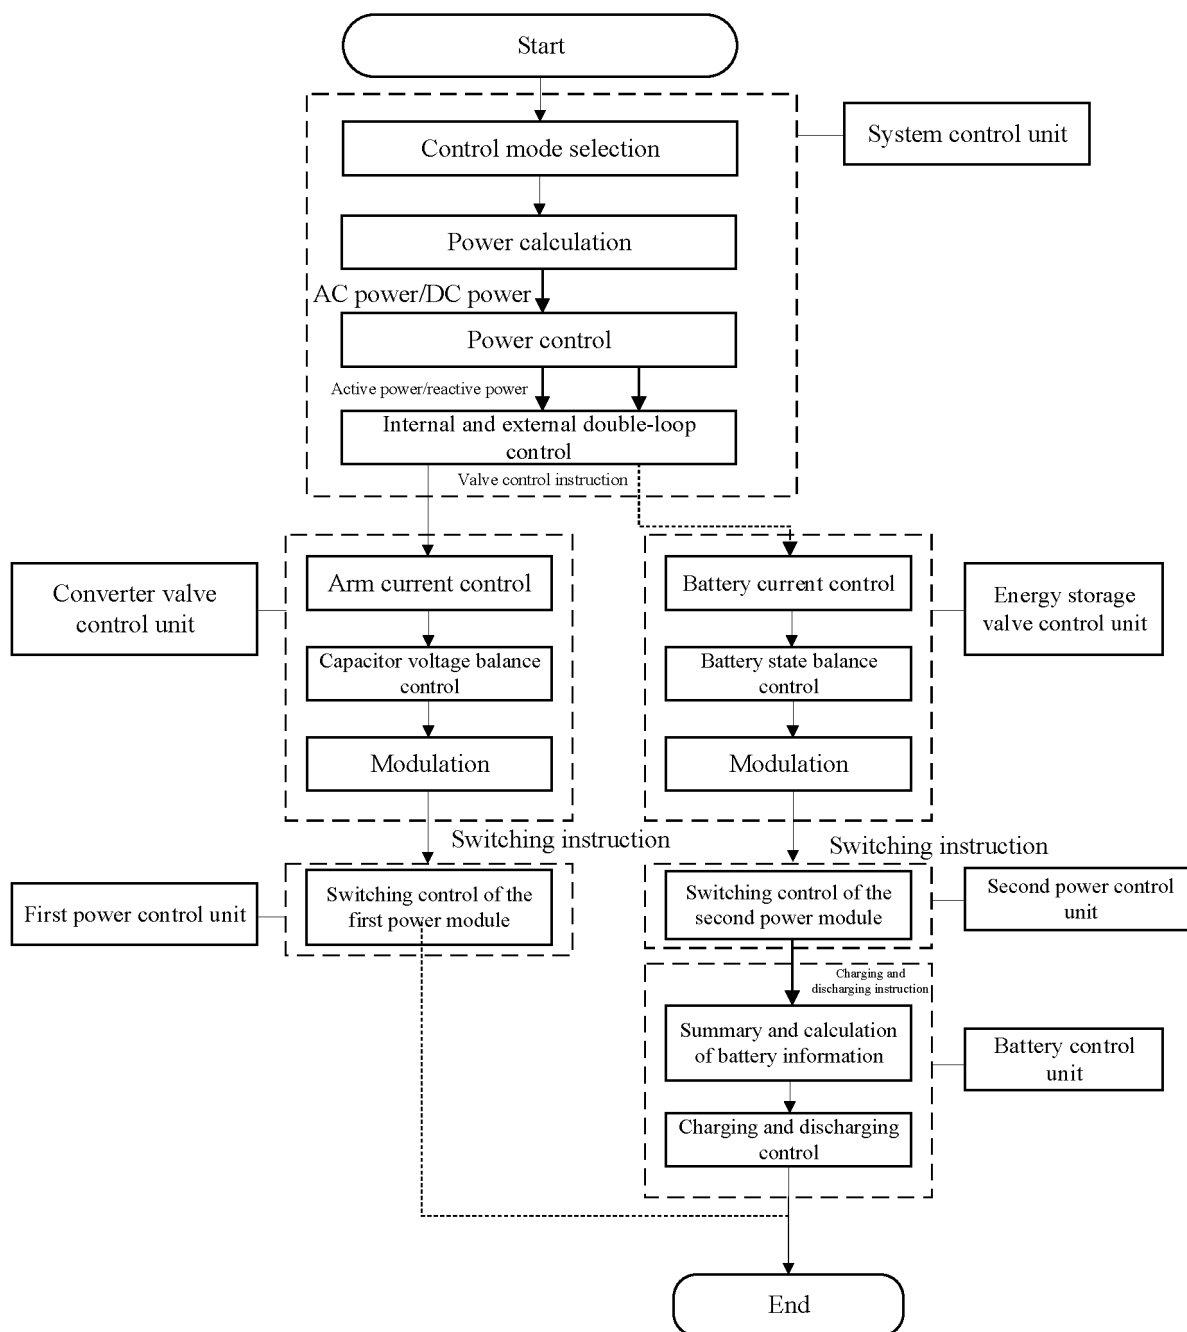 Start
Control mode selection
System control unit
Power calculation
AC power/DC power
Power control
Active power/reactive power
Internal and external double-loop
control
Valve control instruction
Converter valve
control unit
Arm current control
Battery current control
Energy storage
valve control unit
Capacitor voltage balance
control
Battery state balance
control
Modulation
Modulation
Switching instruction
Switching instruction
First power control unit
Switching control of the
first power module
Switching control of the
second power module
Second power control
unit
Charging and
discharging instruction
Summary and calculation
of battery information
Battery control
unit
Charging and discharging
control
End